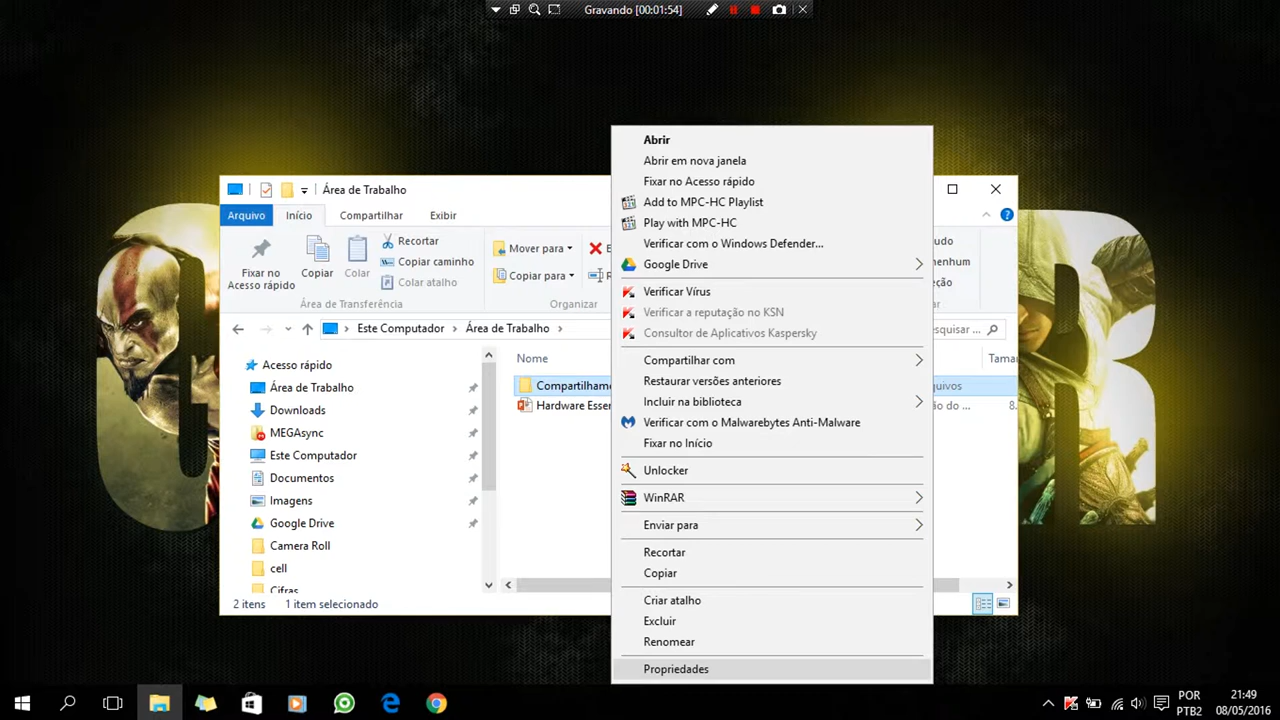 Gravando [00:01:54]
Área de Trabalho
Arquivo
Início
Compartilhar
Exibir
Fixar no
Acesso rápido
Copiar
Colar
Recortar
Copiar caminho
Colar atalho
Área de Transferência
Mover para
Copiar para
Organizar
Este Computador
Área de Trabalho
Acesso rápido
Área de Trabalho
Downloads
MEGAsync
Este Computador
Documentos
Imagens
Google Drive
Camera Roll
cell
Cifras
Nome
Hardware
2 itens
1 item selecionado
Abrir
Abrir em nova janela
Fixar no Acesso rápido
Add to MPC-HC Playlist
Play with MPC-HC
Verificar com o Windows Defender...
Google Drive
Verificar Vírus
Verificar a reputação no KSN
Consultor de Aplicativos Kaspersky
Compartilhar com
Restaurar versões anteriores
Incluir na biblioteca
Verificar com o Malwarebytes Anti-Malware
Fixar no Início
Unlocker
WinRAR
Enviar para
Recortar
Copiar
Criar atalho
Excluir
Renomear
Propriedades
POR
PTB2
21:49
08/05/2016